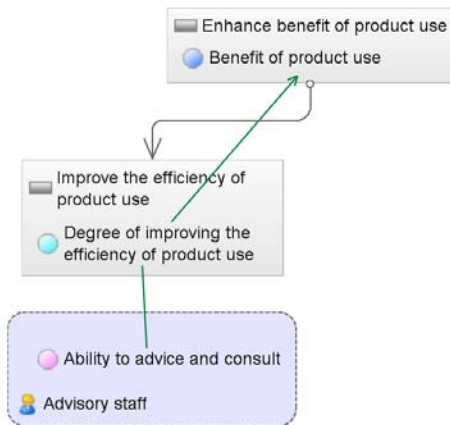 Enhance benefit of product use
Benefit of product use
Improve the efficiency of
product use
Degree of improving the
efficiency of product use
Ability to advice and consult
Advisory staff